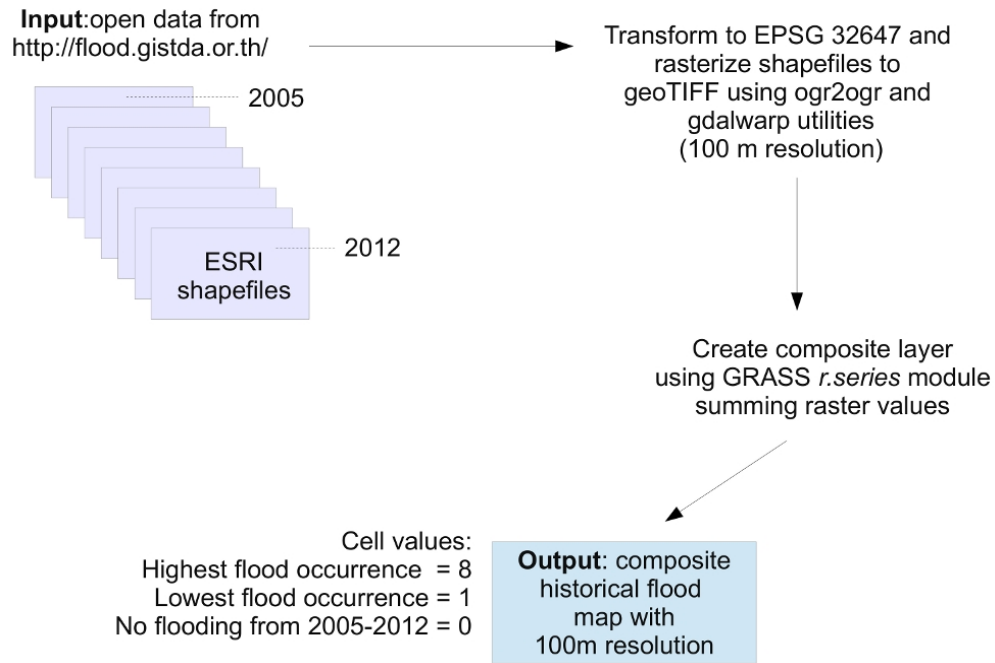 Input:open data from
http://flood.gistda.or.th/
2005
2012
ESRI
shapefiles
Transform to EPSG 32647 and
rasterize shapefiles to
geoTIFF using ogr2ogr and
gdalwarp utilities
(100 m resolution)
Create composite layer
using GRASS r.series module
summing raster values
Cell values:
Highest flood occurrence = 8
Lowest flood occurrence = 1
No flooding from 2005-2012 = 0
Output: composite
historical flood
map with
100m resolution